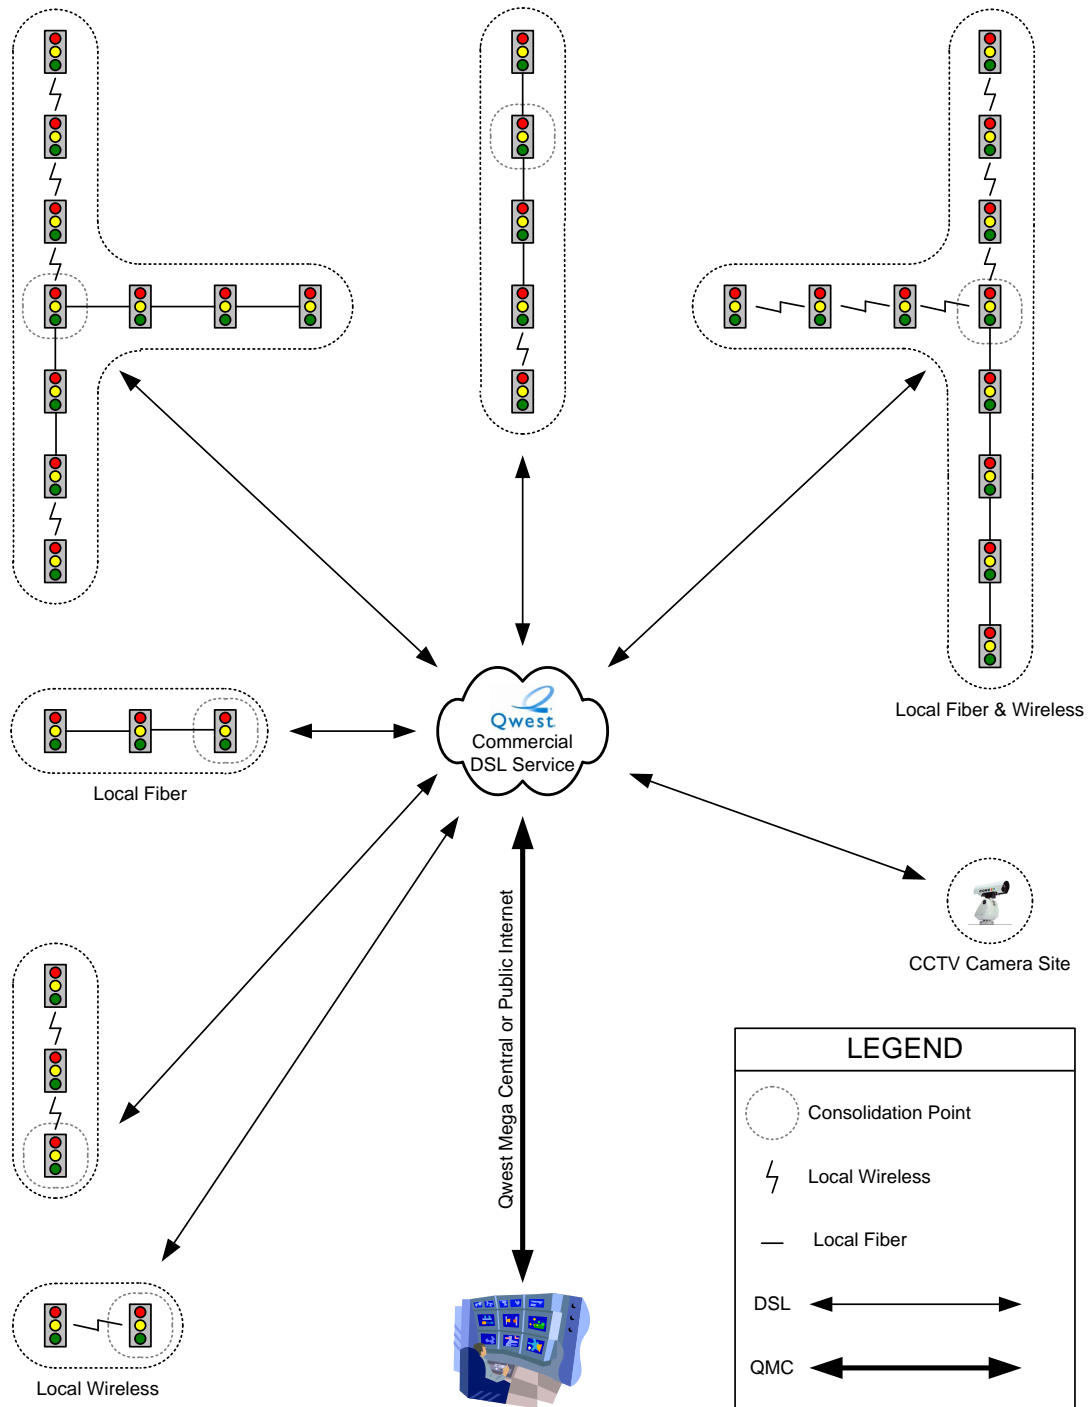 Qwest
Commercial
DSL Service
Local Fiber & Wireless
Local Fiber
CCTV Camera Site
Qwest Mega Central or Public Internet
Local Wireless
LEGEND
Consolidation Point
Local Wireless
Local Fiber
DSL
QMC